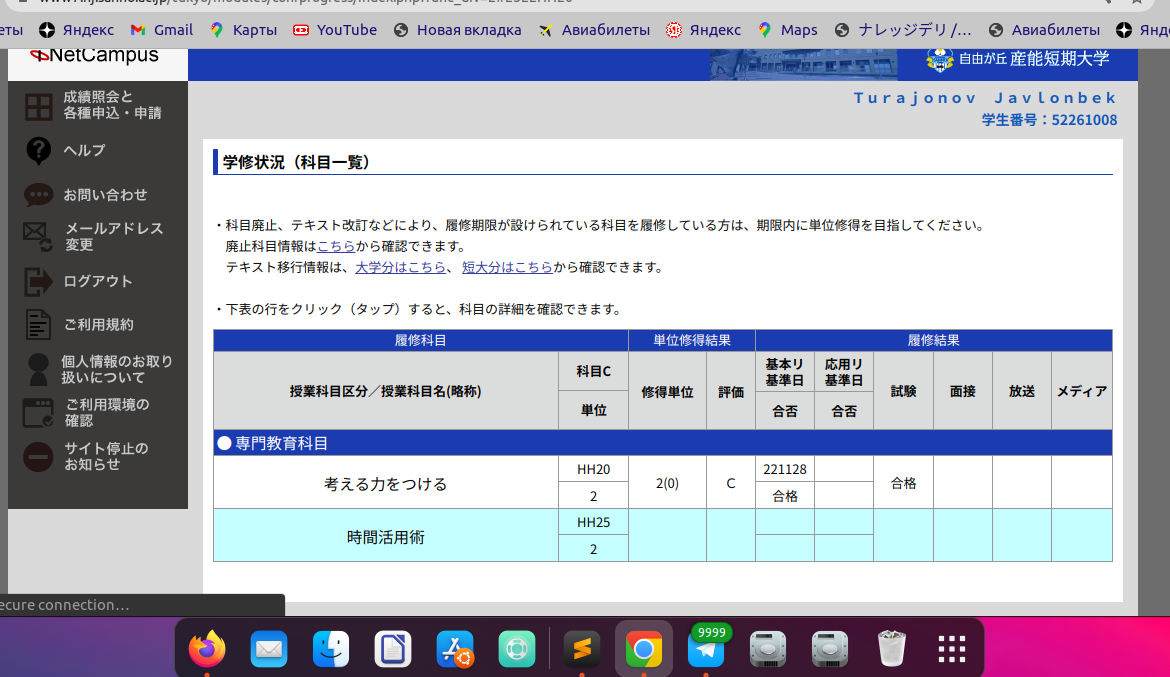 еты Яндекс Gmail Карты YouTube Новая вкладка Авиабилеты Яндекс Maps ナレッジデリ /… Авиабилеты Янд
NetCampus
自由が丘 産能短期大学
成績照会と
各種申込・申請
ヘルプ
お問い合わせ
メールアドレス
変更
ログアウト
ご利用規約
個人情報のお取り
扱いについて
ご利用環境の
確認
サイト停止の
お知らせ
Ｔｕｒａｊｏｎｏｖ　Ｊａｖｌｏｎｂｅｋ
学生番号：52261008
学修状況（科目一覧）
・科目廃止、テキスト改訂などにより、履修期限が設けられている科目を履修している方は、期限内に単位修得を目指してください。
廃止科目情報はこちらから確認できます。
テキスト移行情報は、大学分はこちら、 短大分はこちらから確認できます。
・下表の行をクリック（タップ）すると、科目の詳細を確認できます。
履修科目 単位修得結果 履修結果
授業科目区分／授業科目名(略称) 科目C 単位 修得単位 評価 基本リ基準日 合否 応用リ基準日 合否 試験 面接 放送 メディア
● 専門教育科目
考える力をつける HH20 2 2(0) C 221128 合格 合格
時間活用術 HH25 2
ecure connection…
9999